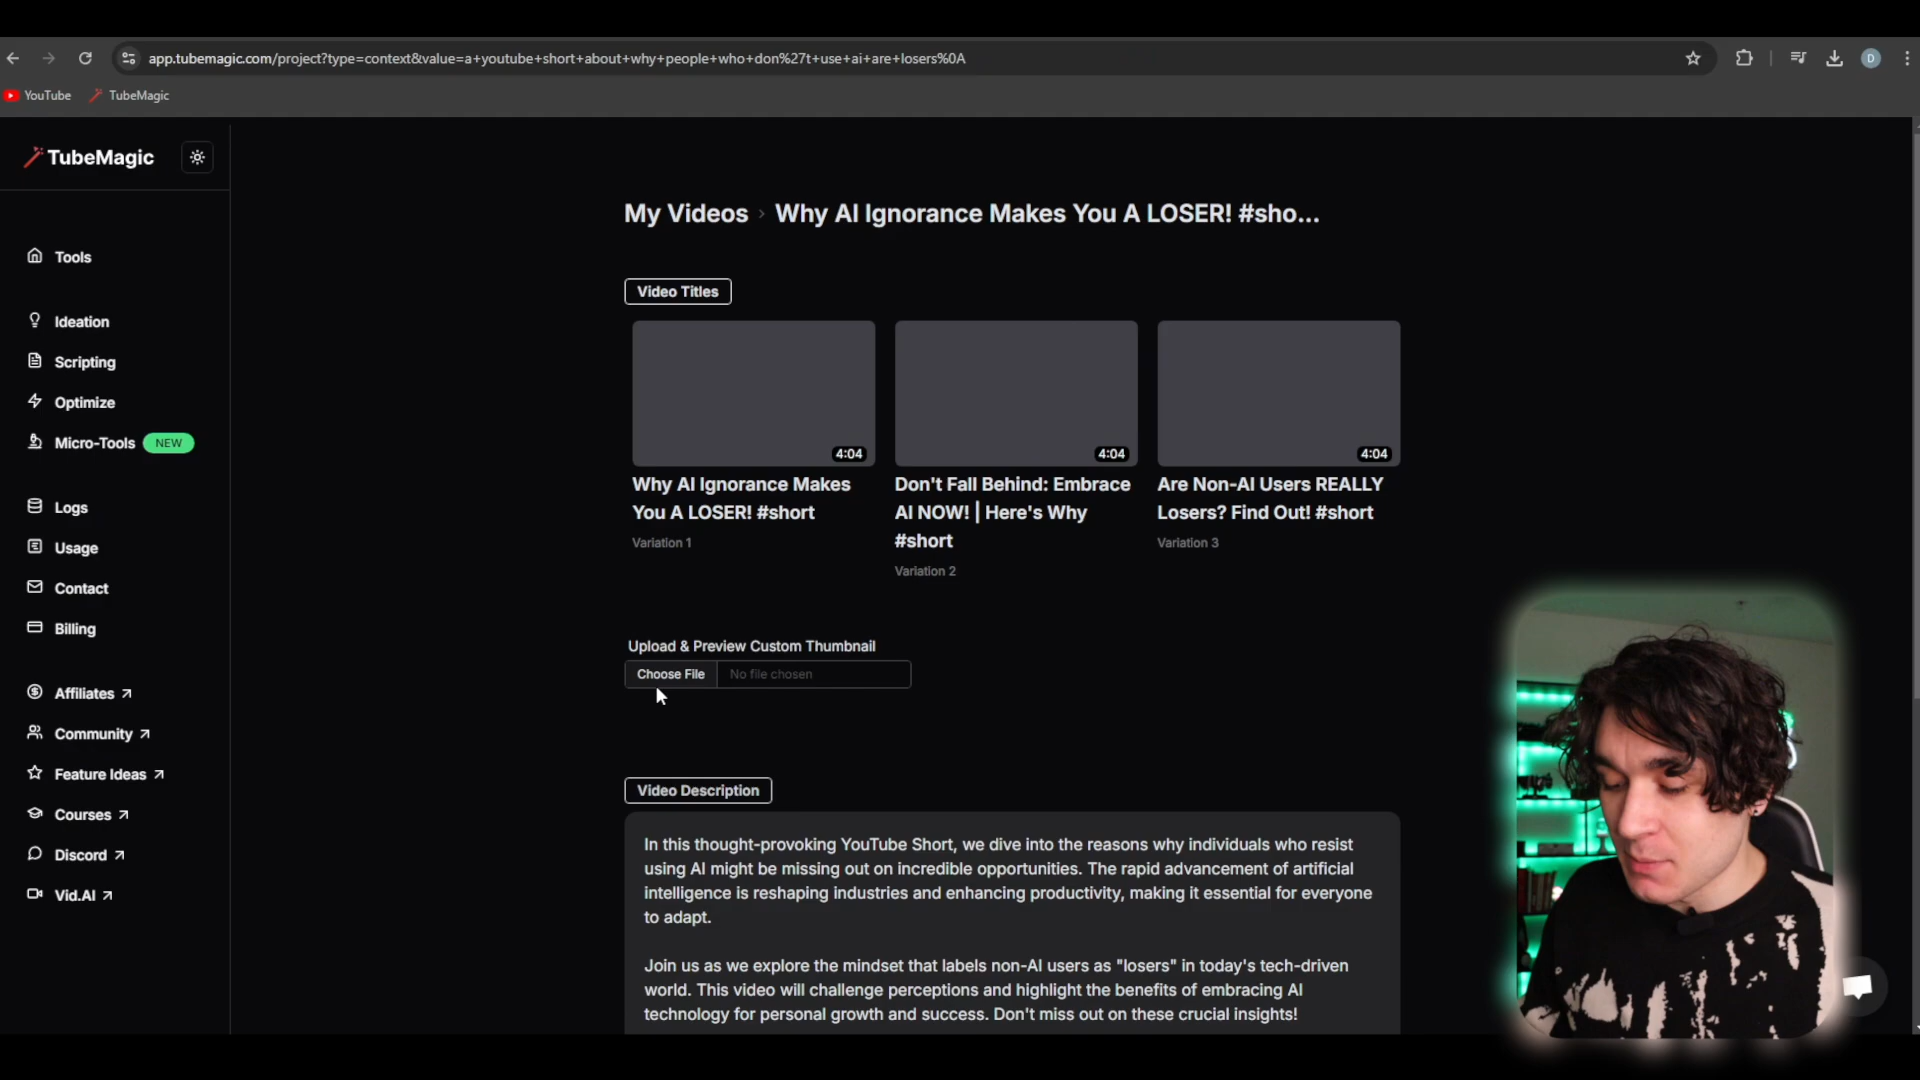 app.tubemagic.com/project?type=context&value=a+youtube+short+about+why+people+who+don%27t+use+ai+are+losers%0A
D
YouTube
TubeMagic
TubeMagic
Tools
Ideation
Scripting
Optimize
Micro-Tools NEW
Logs
Usage
Contact
Billing
Affiliates
Community
Feature Ideas
Courses
Discord
Vid.AI
My Videos › Why AI Ignorance Makes You A LOSER! #sho...
Video Titles
4:04
Why AI Ignorance Makes
You A LOSER! #short
Variation 1
4:04
Don't Fall Behind: Embrace
AI NOW! | Here's Why
#short
Variation 2
4:04
Are Non-AI Users REALLY
Losers? Find Out! #short
Variation 3
Upload & Preview Custom Thumbnail
Choose File No file chosen
Video Description
In this thought-provoking YouTube Short, we dive into the reasons why individuals who resist
using AI might be missing out on incredible opportunities. The rapid advancement of artificial
intelligence is reshaping industries and enhancing productivity, making it essential for everyone
to adapt.
Join us as we explore the mindset that labels non-AI users as "losers" in today's tech-driven
world. This video will challenge perceptions and highlight the benefits of embracing AI
technology for personal growth and success. Don't miss out on these crucial insights!